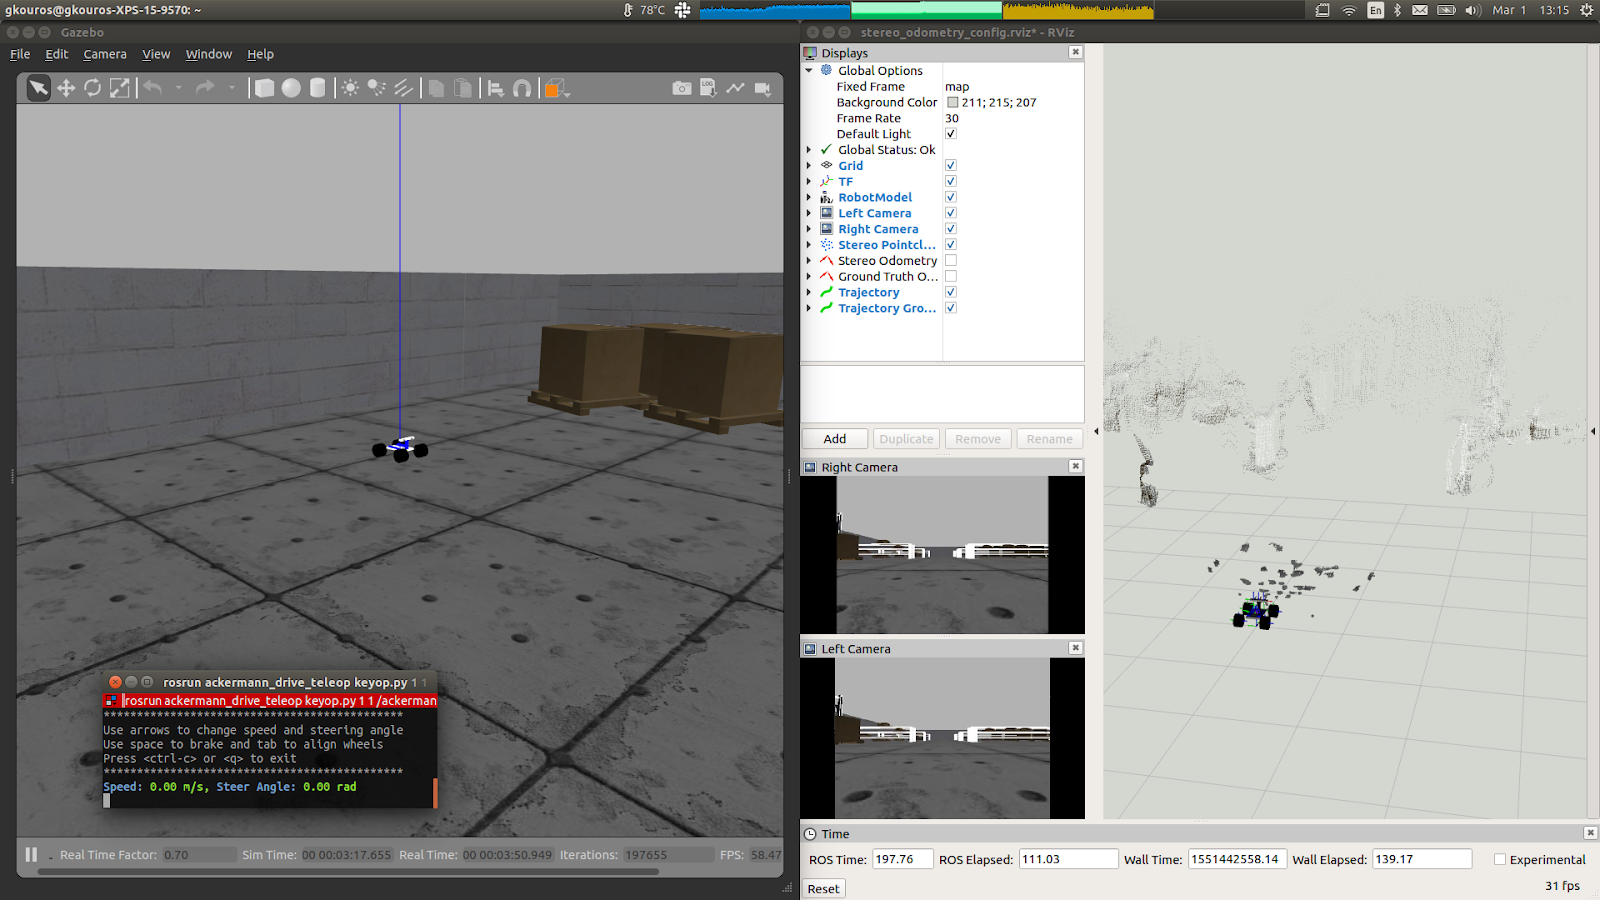 gkouros@gkouros-XPS-15-9570: ~
78°C
En
Mar 1 13:15
Gazebo
File Edit Camera View Window Help
LOG
rosrun ackermann_drive_teleop keyop.py 1 1
rosrun ackermann_drive_teleop keyop.py 1 1 /ackerman
********************************************
Use arrows to change speed and steering angle
Use space to brake and tab to align wheels
Press <ctrl-c> or <q> to exit
********************************************
Speed: 0.00 m/s, Steer Angle: 0.00 rad
Real Time Factor: 0.70 Sim Time: 00 00:03:17.655 Real Time: 00 00:03:50.949 Iterations: 197655 FPS: 58.47
stereo_odometry_config.rviz* - RViz
Displays
Global Options
Fixed Frame map
Background Color 211; 215; 207
Frame Rate 30
Default Light
Global Status: Ok
Grid
TF
RobotModel
Left Camera
Right Camera
Stereo Pointcl...
Stereo Odometry
Ground Truth O...
Trajectory
Trajectory Gro...
Add Duplicate Remove Rename
Right Camera
Left Camera
Time
ROS Time: 197.76 ROS Elapsed: 111.03 Wall Time: 1551442558.14 Wall Elapsed: 139.17 Experimental
Reset
31 fps